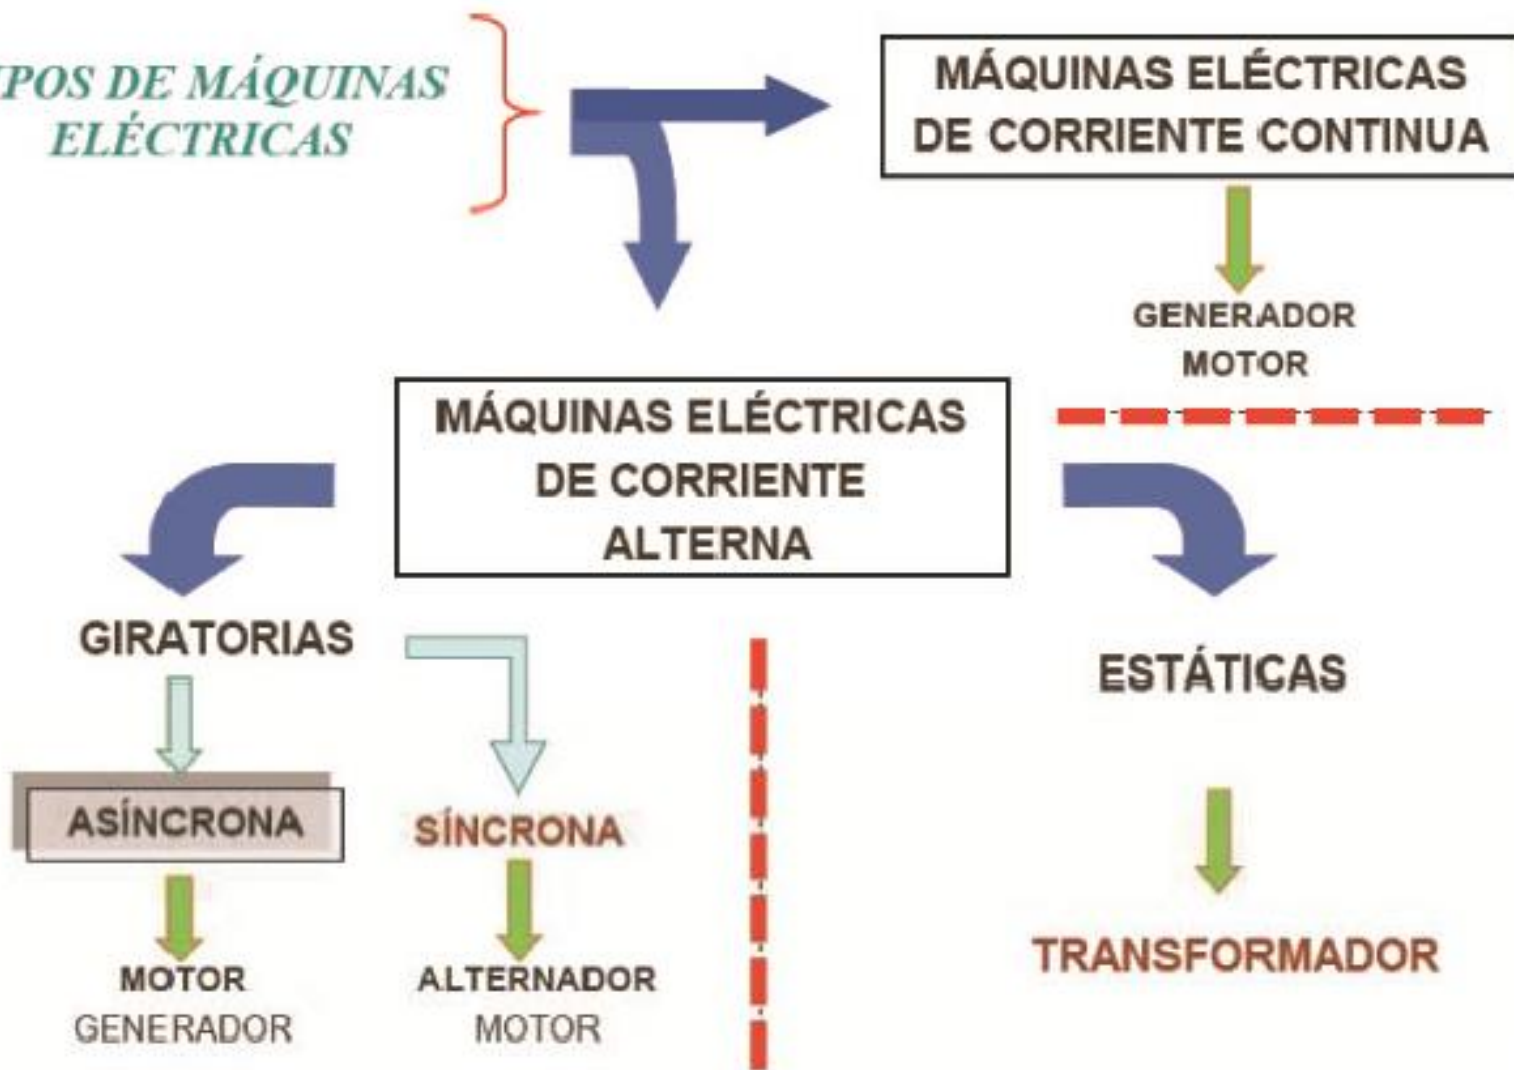 IPOS DE MÁQUINAS
ELÉCTRICAS
MÁQUINAS ELÉCTRICAS
DE CORRIENTE CONTINUA
GENERADOR
MOTOR
MÁQUINAS ELÉCTRICAS
DE CORRIENTE
ALTERNA
GIRATORIAS
ESTÁTICAS
ASÍNCRONA
SÍNCRONA
MOTOR
GENERADOR
ALTERNADOR
MOTOR
TRANSFORMADOR